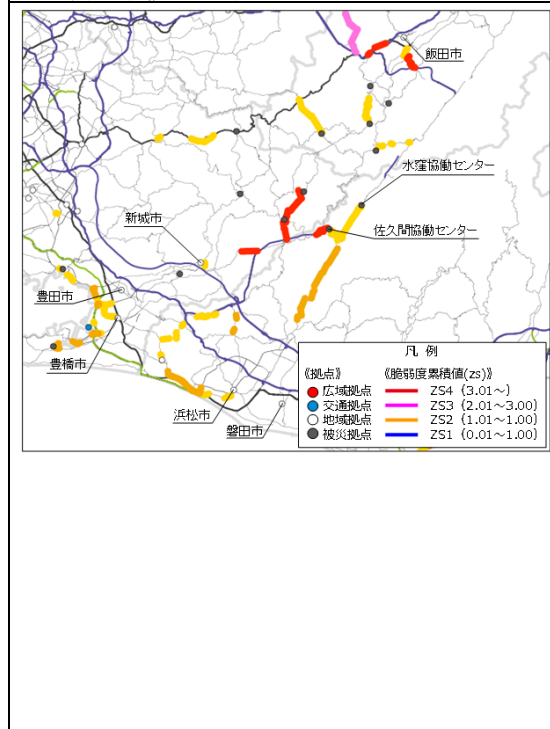 飯田市
水窪協働センター
新城市
佐久間協働センター
豊田市
豊橋市
浜松市
磐田市
凡 例
《拠点》 《脆弱度累積値(zs)》
広域拠点 ZS4 (3.01～)
交通拠点 ZS3 (2.01～3.00)
地域拠点 ZS2 (1.01～1.00)
被災拠点 ZS1 (0.01～1.00)